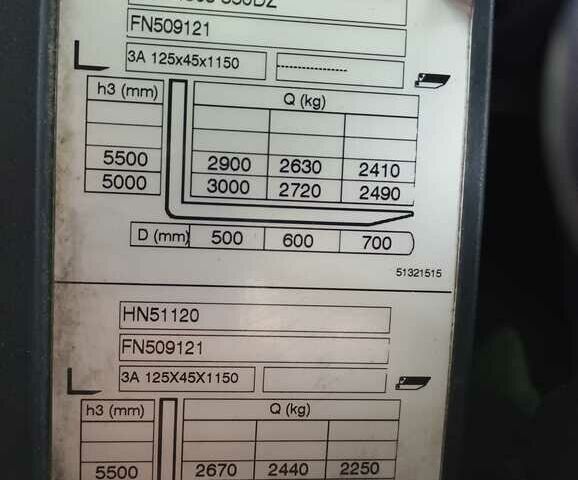 FN509121
3A 125x45x1150 ----------------
h3 (mm) Q (kg)
5500 2900 2630 2410
5000 3000 2720 2490
D (mm) 500 600 700
51321515
HN51120
FN509121
3A 125X45X1150
h3 (mm) Q (kg)
5500 2670 2440 2250